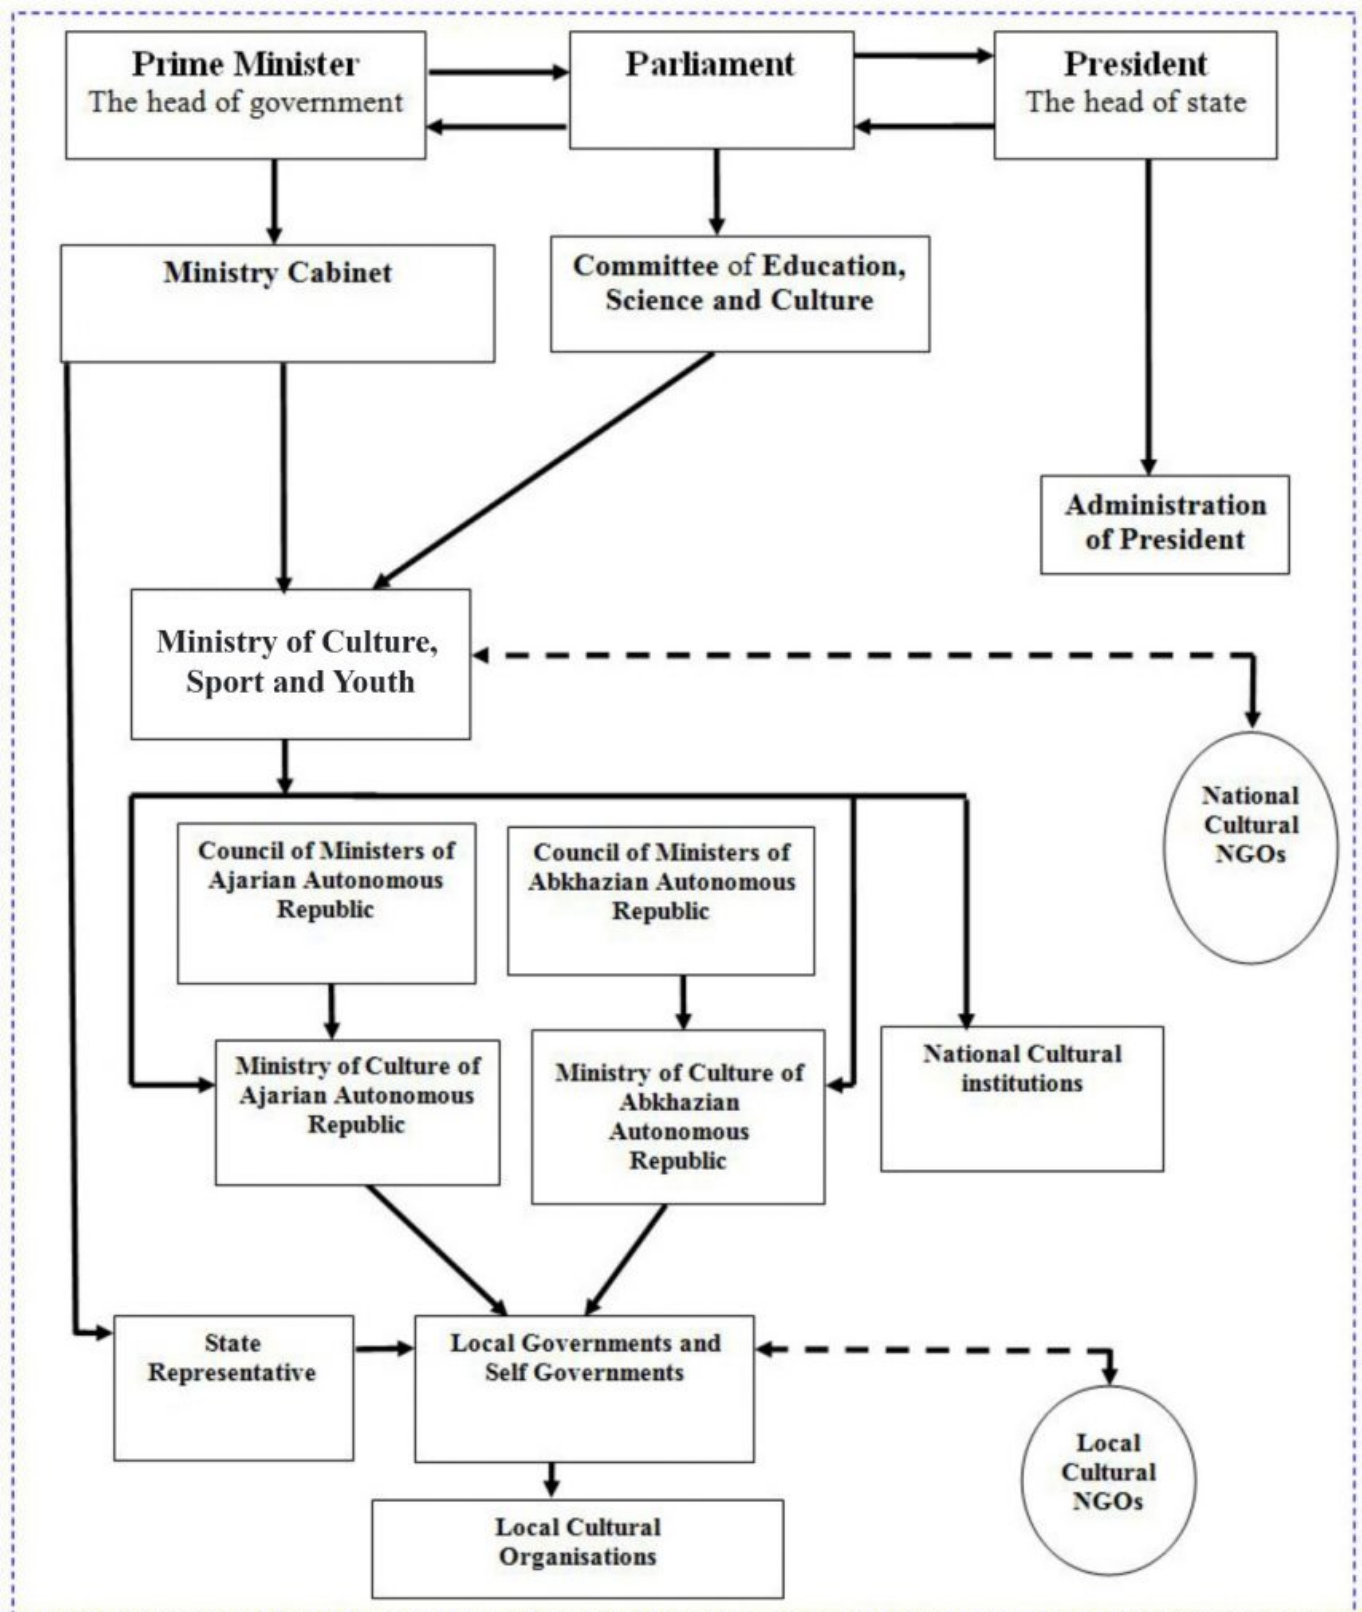 Prime Minister
The head of government
Parliament
President
The head of state
Ministry Cabinet
Committee of Education,
Science and Culture
Administration
of President
Ministry of Culture,
Sport and Youth
National
Cultural
NGOs
Council of Ministers of
Ajarian Autonomous
Republic
Council of Ministers of
Abkhazian Autonomous
Republic
Ministry of Culture of
Ajarian Autonomous
Republic
Ministry of Culture of
Abkhazian
Autonomous
Republic
National Cultural
institutions
State
Representative
Local Governments and
Self Governments
Local
Cultural
NGOs
Local Cultural
Organisations